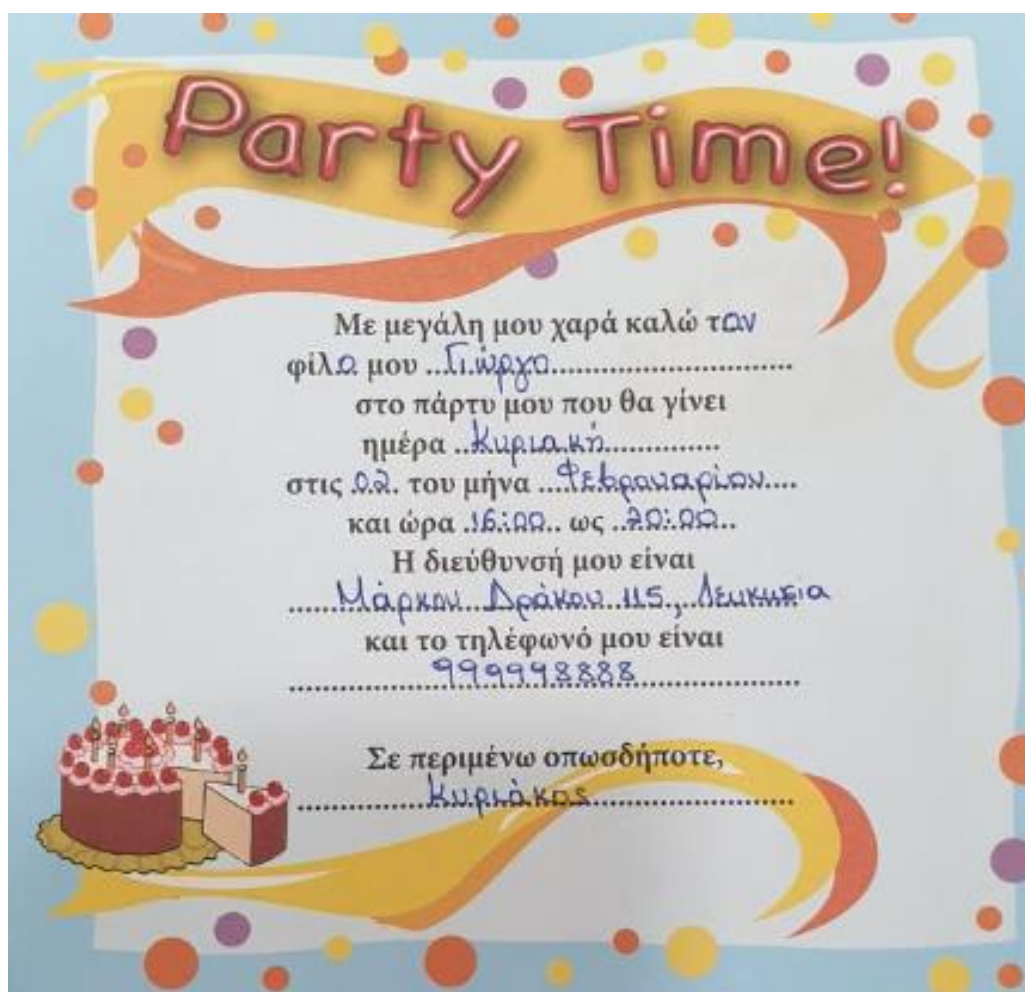 Party Time!
Με μεγάλη μου χαρά καλώ τον
φίλο μου ..Γιώργο..............................
στο πάρτυ μου που θα γίνει
ημέρα ..Κυριακή..............
στις .02. του μήνα ...Φεβρουαρίου....
και ώρα .16:00.. ως ..20:00..
Η διεύθυνσή μου είναι
Μάρκου Δράκου 115, Λευκωσία
και το τηλέφωνό μου είναι
999998888
Σε περιμένω οπωσδήποτε,
Κυριάκος